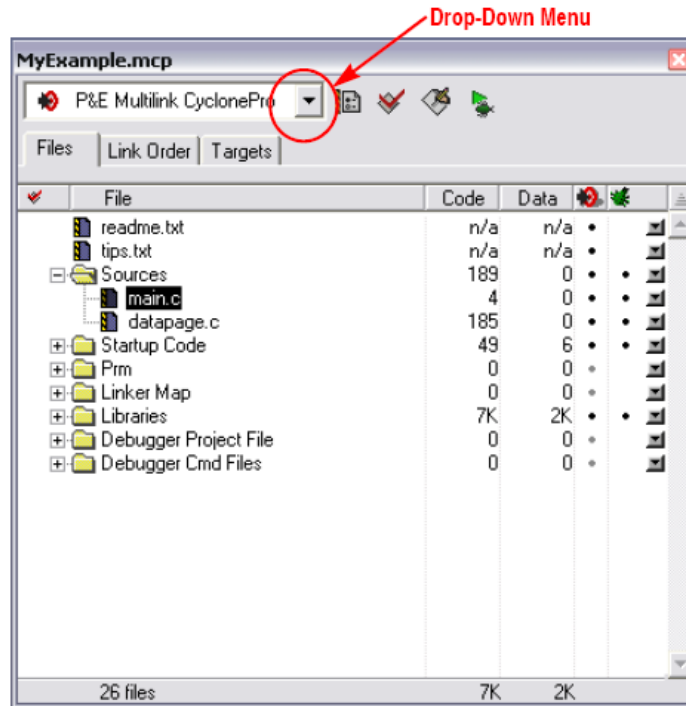 Drop-Down Menu
MyExample.mcp
P&E Multilink CyclonePro
Files Link Order Targets
File Code Data
readme.txt n/a n/a
tips.txt n/a n/a
Sources 189 0
main.c 4 0
datapage.c 185 0
Startup Code 49 6
Prm 0 0
Linker Map 0 0
Libraries 7K 2K
Debugger Project File 0 0
Debugger Cmd Files 0 0
26 files 7K 2K